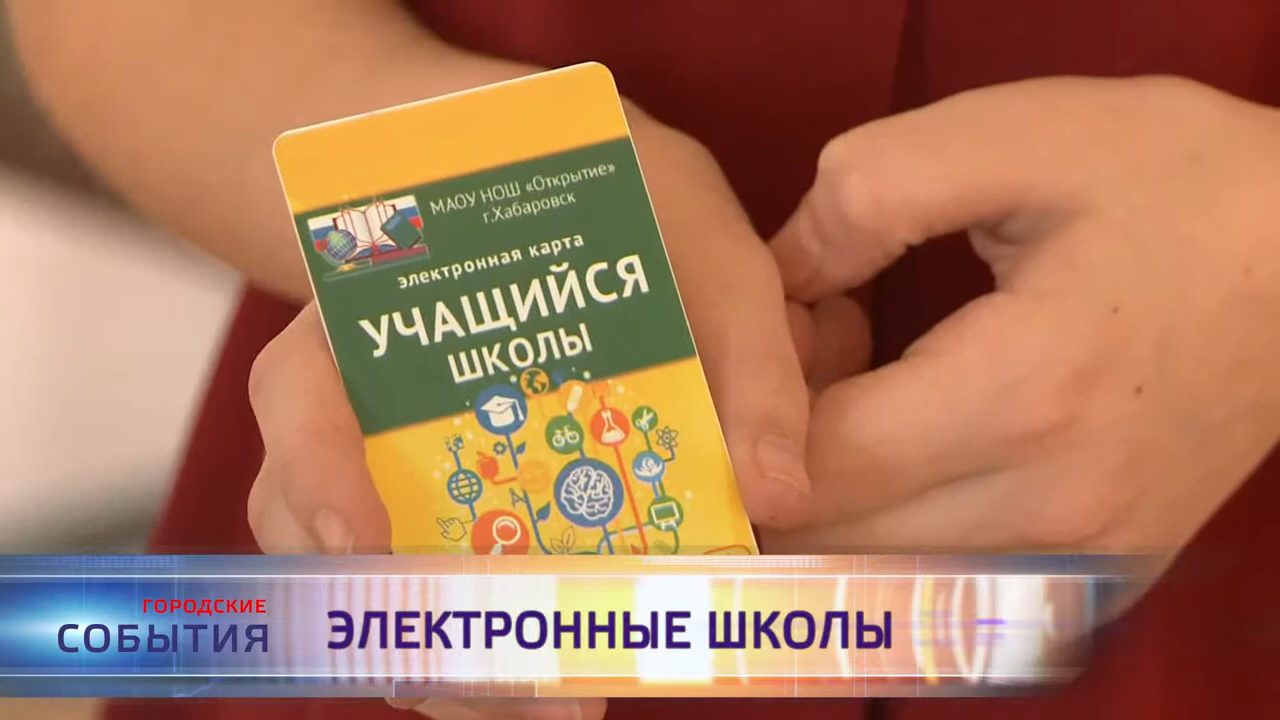 МАОУ НОШ «Открытие»
г.Хабаровск
электронная карта
УЧАЩИЙСЯ
ШКОЛЫ
ГОРОДСКИЕ
СОБЫТИЯ
ЭЛЕКТРОННЫЕ ШКОЛЫ